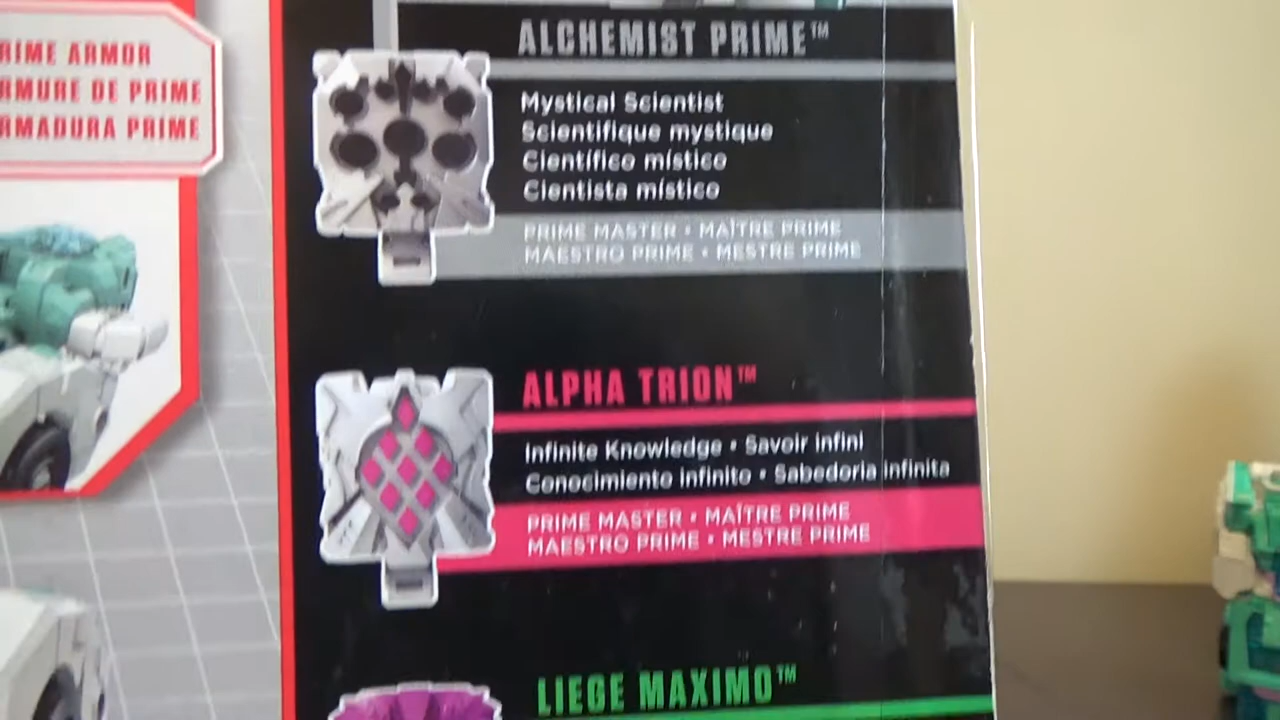 RIME ARMOR
RMURE DE PRIME
RMADURA PRIME
ALCHEMIST PRIME™
Mystical Scientist
Scientifique mystique
Científico místico
Cientista místico
PRIME MASTER • MAÎTRE PRIME
MAESTRO PRIME • MESTRE PRIME
ALPHA TRION™
Infinite Knowledge • Savoir infini
Conocimiento infinito • Sabedoria infinita
PRIME MASTER • MAÎTRE PRIME
MAESTRO PRIME • MESTRE PRIME
LIEGE MAXIMO™